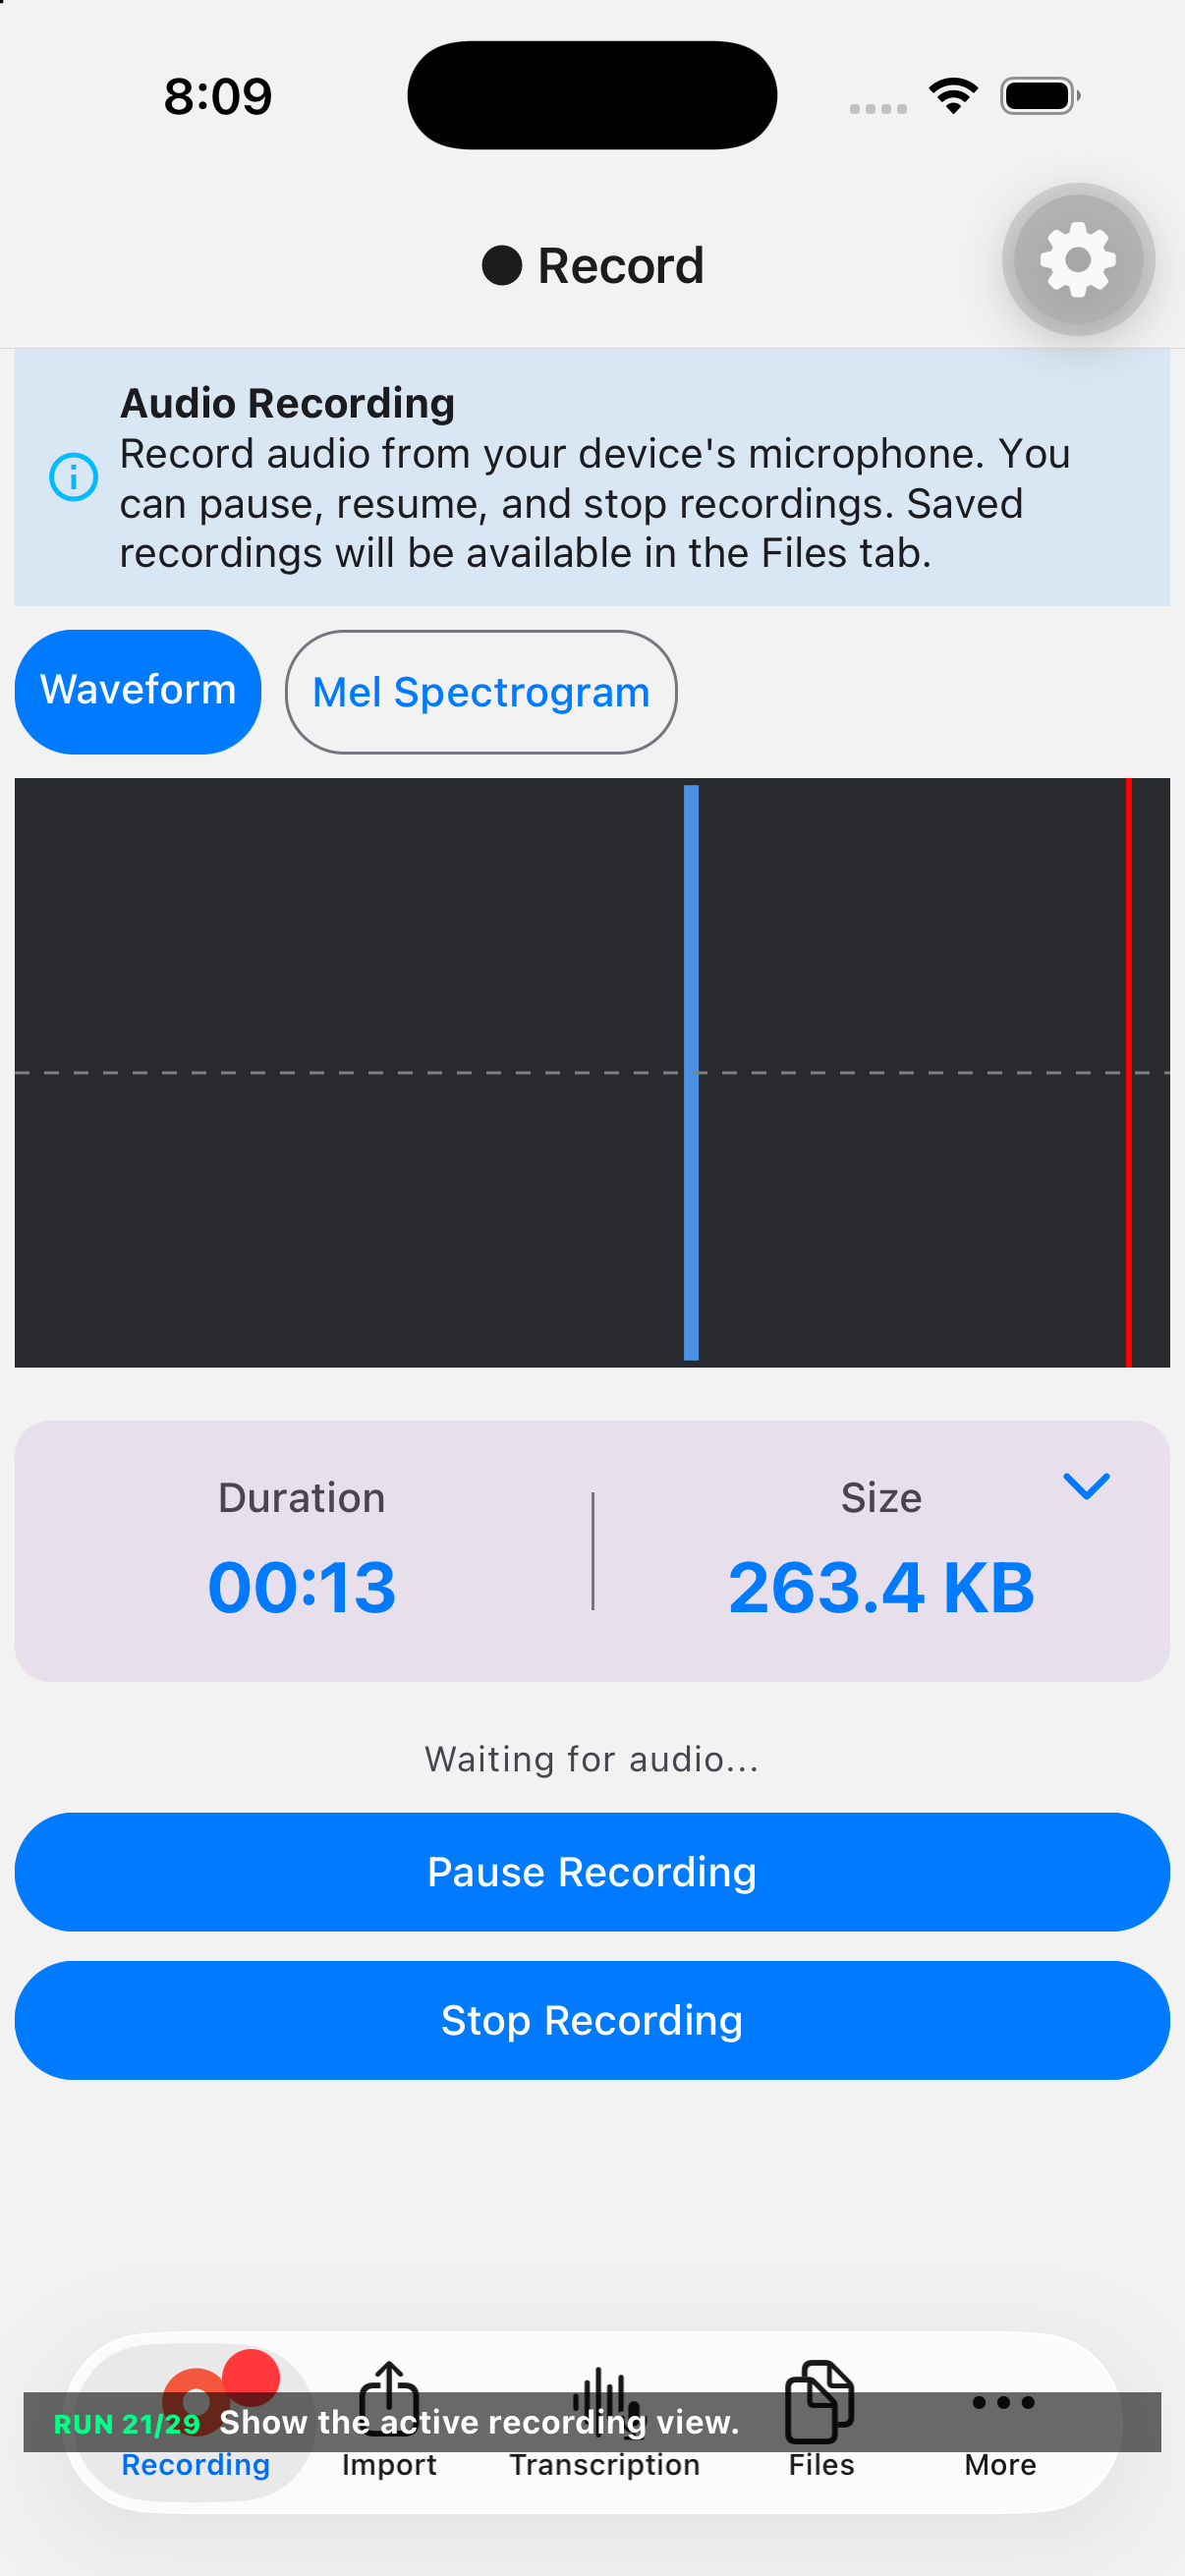 8:09
Record
Audio Recording
Record audio from your device's microphone. You
can pause, resume, and stop recordings. Saved
recordings will be available in the Files tab.
Waveform
Mel Spectrogram
Duration
Size
00:13
263.4 KB
Waiting for audio...
Pause Recording
Stop Recording
RUN 21/29 Show the active recording view.
Recording
Import
Transcription
Files
More